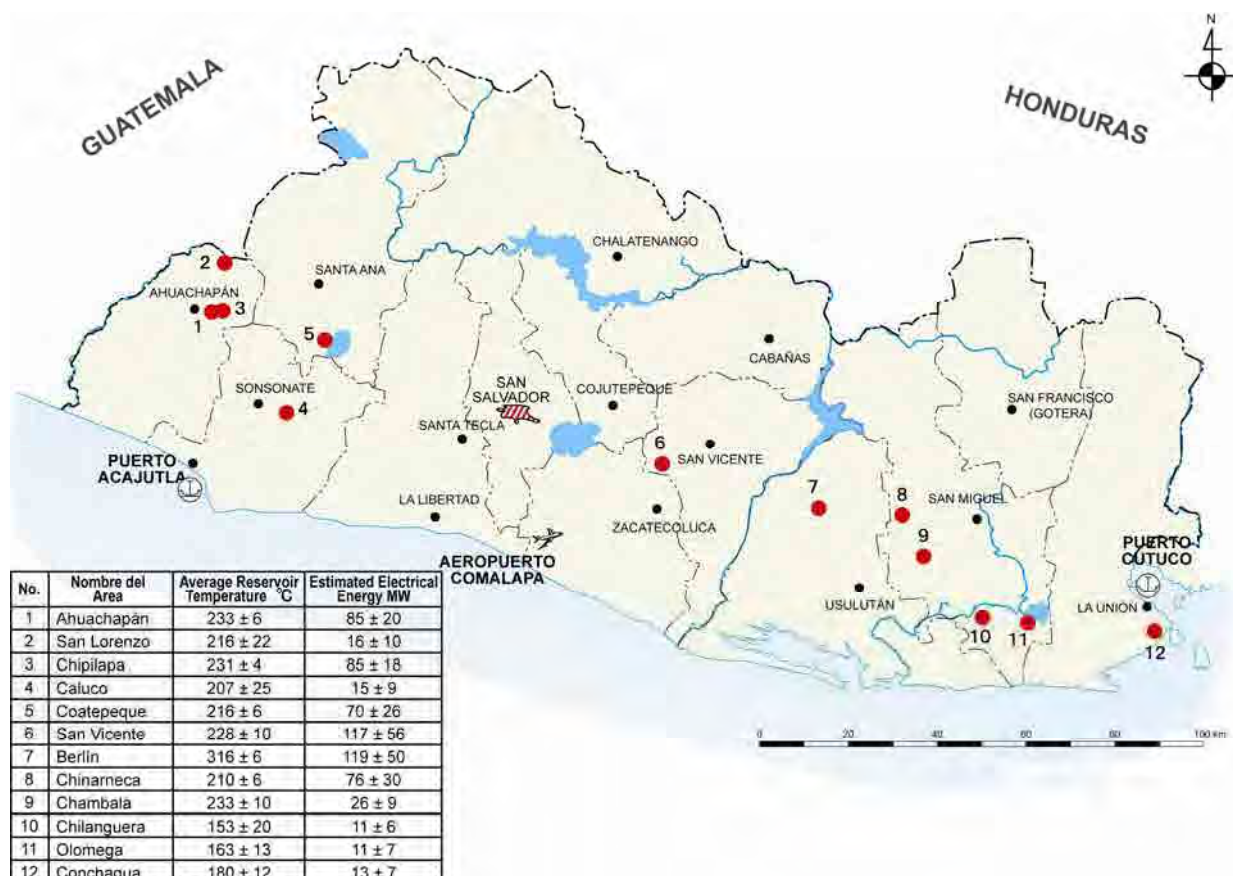 N
GUATEMALA
HONDURAS
CHALATENANGO
2
SANTA ANA
AHUACHAPÁN
1
3
5
CABAÑAS
SONSONATE
4
SAN
SALVADOR
COJUTEPEQUE
SAN FRANCISCO
(GOTERA)
SANTA TECLA
6
SAN VICENTE
PUERTO
ACAJUTLA
7
8
SAN MIGUEL
LA LIBERTAD
ZACATECOLUCA
9
PUERTO
CUTUCO
AEROPUERTO
COMALAPA
USULUTÁN
LA UNIÓN
10
11
12
0 20 40 60 80 100 Km
No. Nombre del Area Average Reservoir Temperature °C Estimated Electrical Energy MW
1 Ahuachapán 233 ± 6 85 ± 20
2 San Lorenzo 216 ± 22 16 ± 10
3 Chipilapa 231 ± 4 85 ± 18
4 Caluco 207 ± 25 15 ± 9
5 Coatepeque 216 ± 6 70 ± 26
6 San Vicente 228 ± 10 117 ± 56
7 Berlín 316 ± 6 119 ± 50
8 Chinameca 210 ± 6 76 ± 30
9 Chambala 233 ± 10 26 ± 9
10 Chilanguera 153 ± 20 11 ± 6
11 Olomega 163 ± 13 11 ± 7
12 Conchagua 180 ± 12 13 ± 7